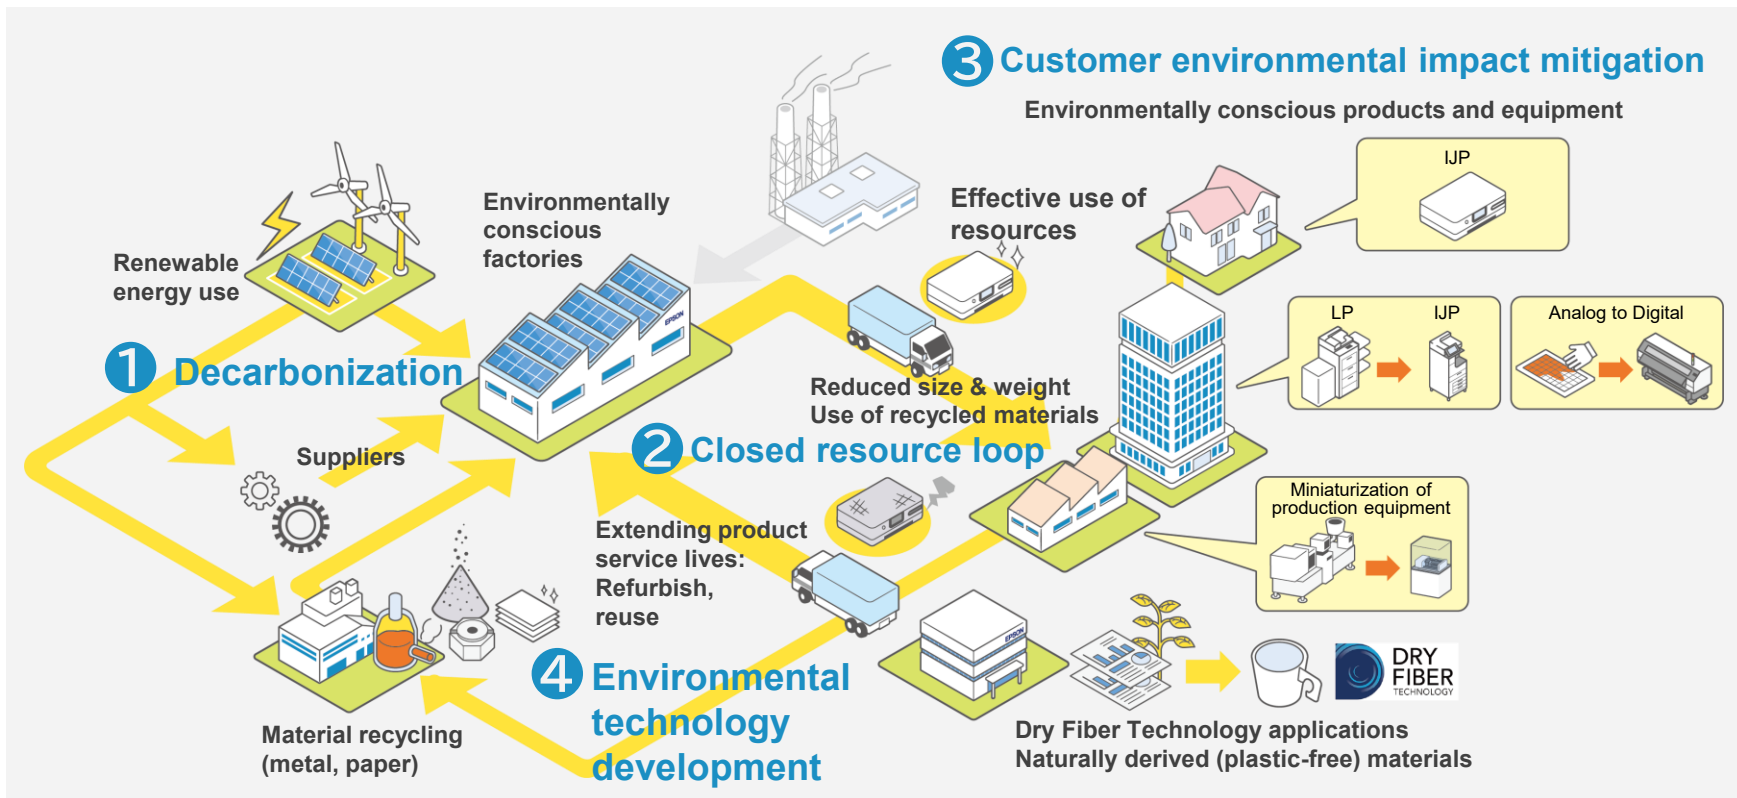 3 Customer environmental impact mitigation
Environmentally conscious products and equipment
IJP
Effective use of
resources
Environmentally
conscious
factories
Renewable
energy use
EPSON
LP
IJP
Analog to Digital
1 Decarbonization
Reduced size & weight
Use of recycled materials
2 Closed resource loop
Suppliers
Miniaturization of
production equipment
Extending product
service lives:
Refurbish,
reuse
EPSON
4 Environmental
technology
development
DRY
FIBER
TECHNOLOGY
Material recycling
(metal, paper)
Dry Fiber Technology applications
Naturally derived (plastic-free) materials